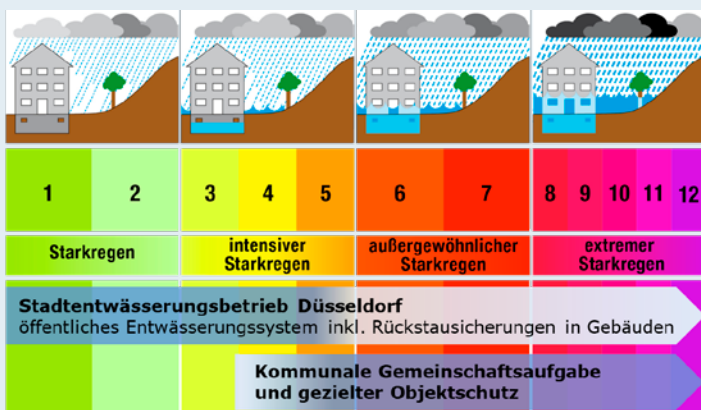 1 2 3 4 5 6 7 8 9 10 11 12
Starkregen
intensiver
Starkregen
außergewöhnlicher
Starkregen
extremer
Starkregen
Stadtentwässerungsbetrieb Düsseldorf
öffentliches Entwässerungssystem inkl. Rückstausicherungen in Gebäuden
Kommunale Gemeinschaftsaufgabe
und gezielter Objektschutz